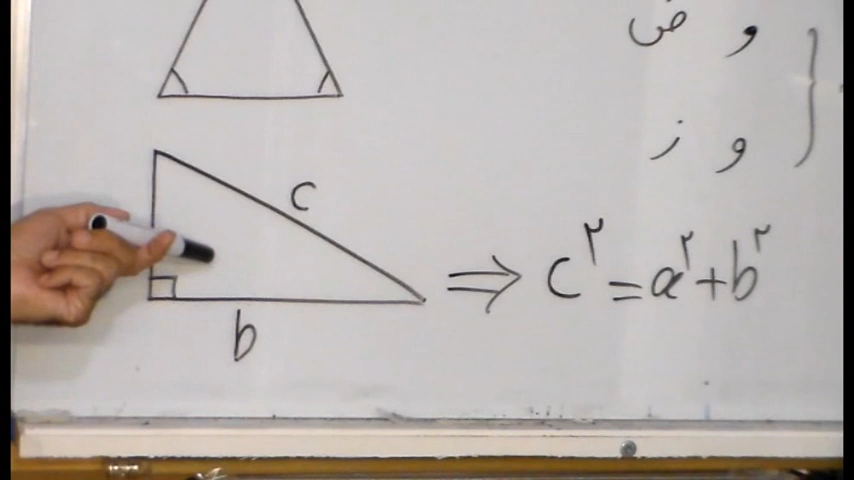 و ض
و ز
c
c۲ = a۲ + b۲
b